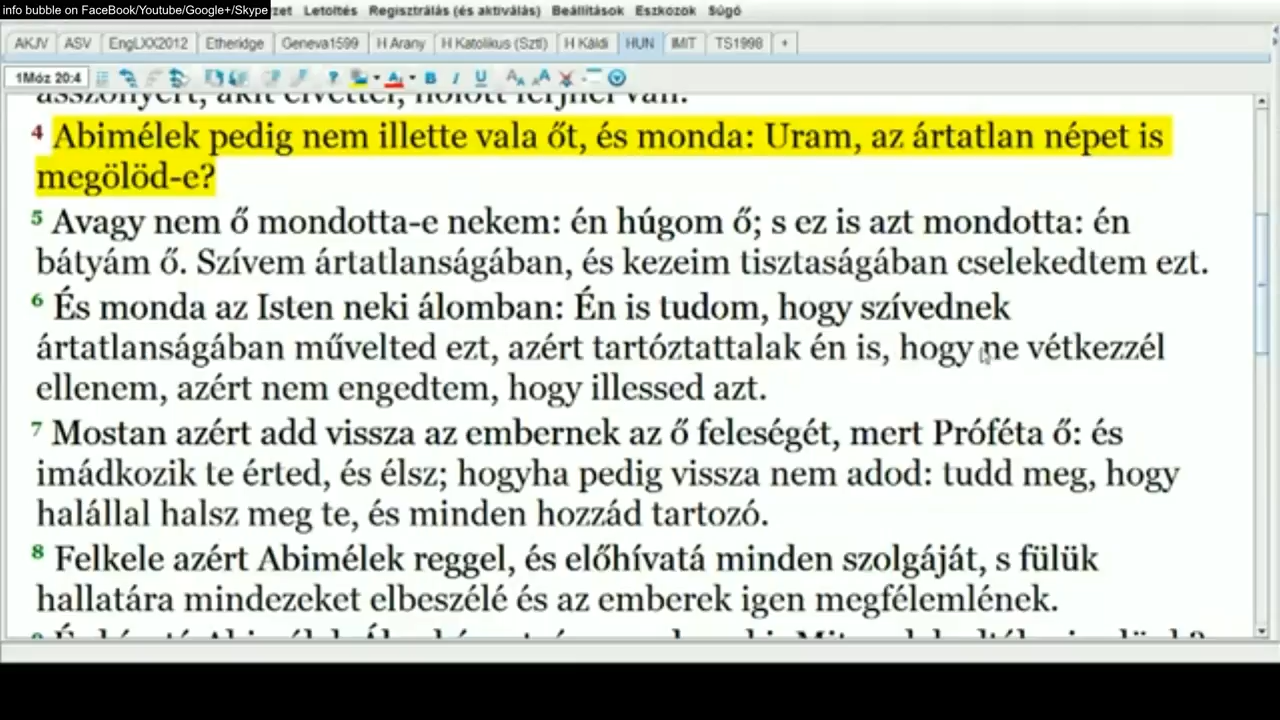 info bubble on FaceBook/Youtube/Google+/Skype zet Letoltés Regisztrálás (és aktiválás) Beállítások Eszkozok Súgó
AKJV ASV EnglXX2012 Etheridge Geneva1599 H Arany H Katolikus (SztI) H Káldi HUN IMIT TS1998 +
1Móz 20:4
asszonyért, akit elvettél, holott férjnél van.
4 Abimélek pedig nem illette vala őt, és monda: Uram, az ártatlan népet is
megölöd-e?
5 Avagy nem ő mondotta-e nekem: én húgom ő; s ez is azt mondotta: én
bátyám ő. Szívem ártatlanságában, és kezeim tisztaságában cselekedtem ezt.
6 És monda az Isten neki álomban: Én is tudom, hogy szívednek
ártatlanságában művelted ezt, azért tartóztattalak én is, hogy ne vétkezzél
ellenem, azért nem engedtem, hogy illessed azt.
7 Mostan azért add vissza az embernek az ő feleségét, mert Próféta ő: és
imádkozik te érted, és élsz; hogyha pedig vissza nem adod: tudd meg, hogy
halállal halsz meg te, és minden hozzád tartozó.
8 Felkele azért Abimélek reggel, és előhívatá minden szolgáját, s fülük
hallatára mindezeket elbeszélé és az emberek igen megfélemlének.